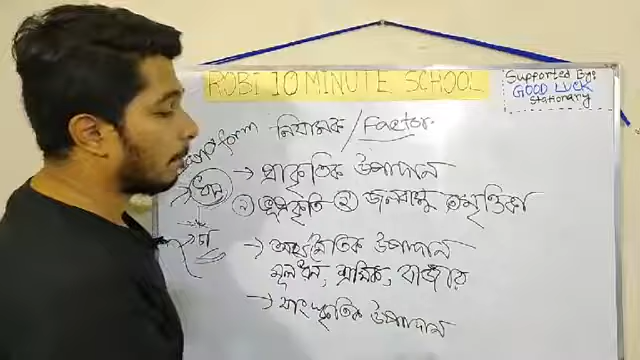 ROBI 10 MINUTE SCHOOL
Supported By:
GOOD LUCK
Stationary
form নিয়ামক / Factor.
→ প্রাকৃতিক উপাদান
① ভূপ্রকৃতি ② জলবায়ু ও মৃত্তিকা
→ অর্থনৈতিক উপাদান
মূলধন, শ্রমিক, বাজার
→ সাংস্কৃতিক উপাদান
→ চা